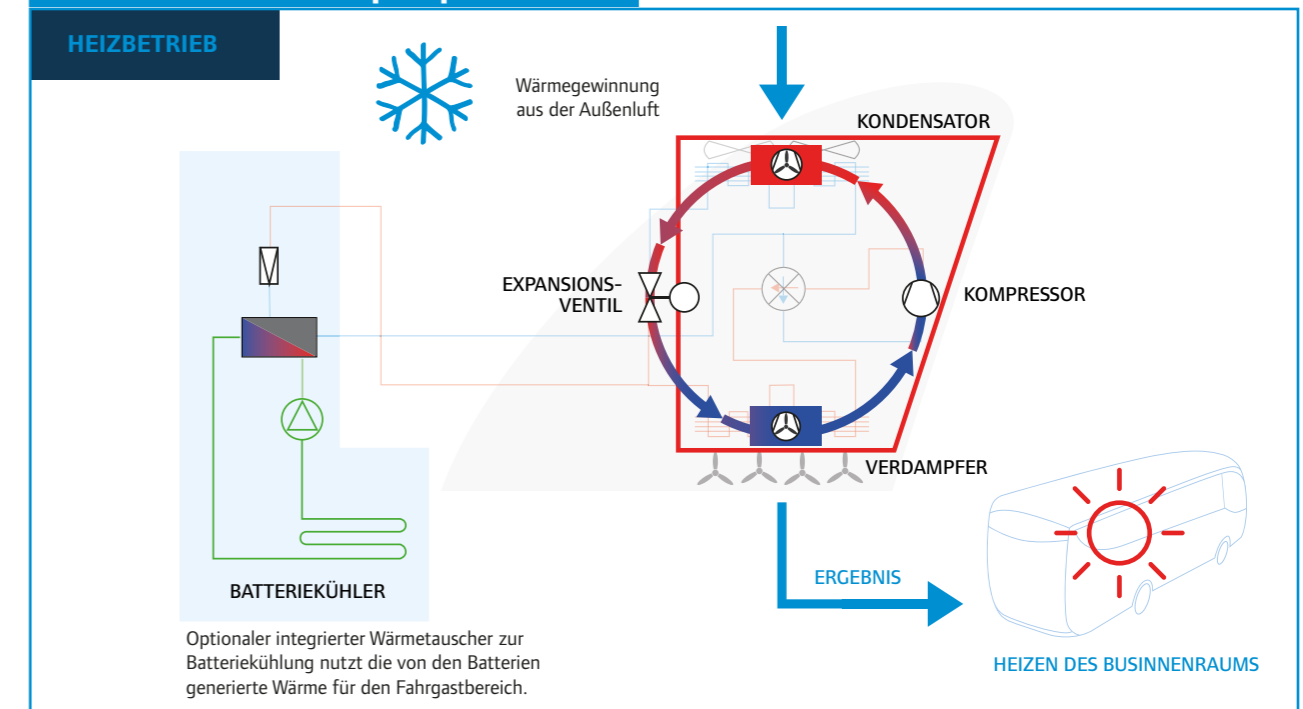 HEIZBETRIEB
Wärmegewinnung
aus der Außenluft
KONDENSATOR
EXPANSIONS-
VENTIL
KOMPRESSOR
VERDAMPFER
ERGEBNIS
BATTERIEKÜHLER
Optionaler integrierter Wärmetauscher zur
Batteriekühlung nutzt die von den Batterien
generierte Wärme für den Fahrgastbereich.
HEIZEN DES BUSINNENRAUMS